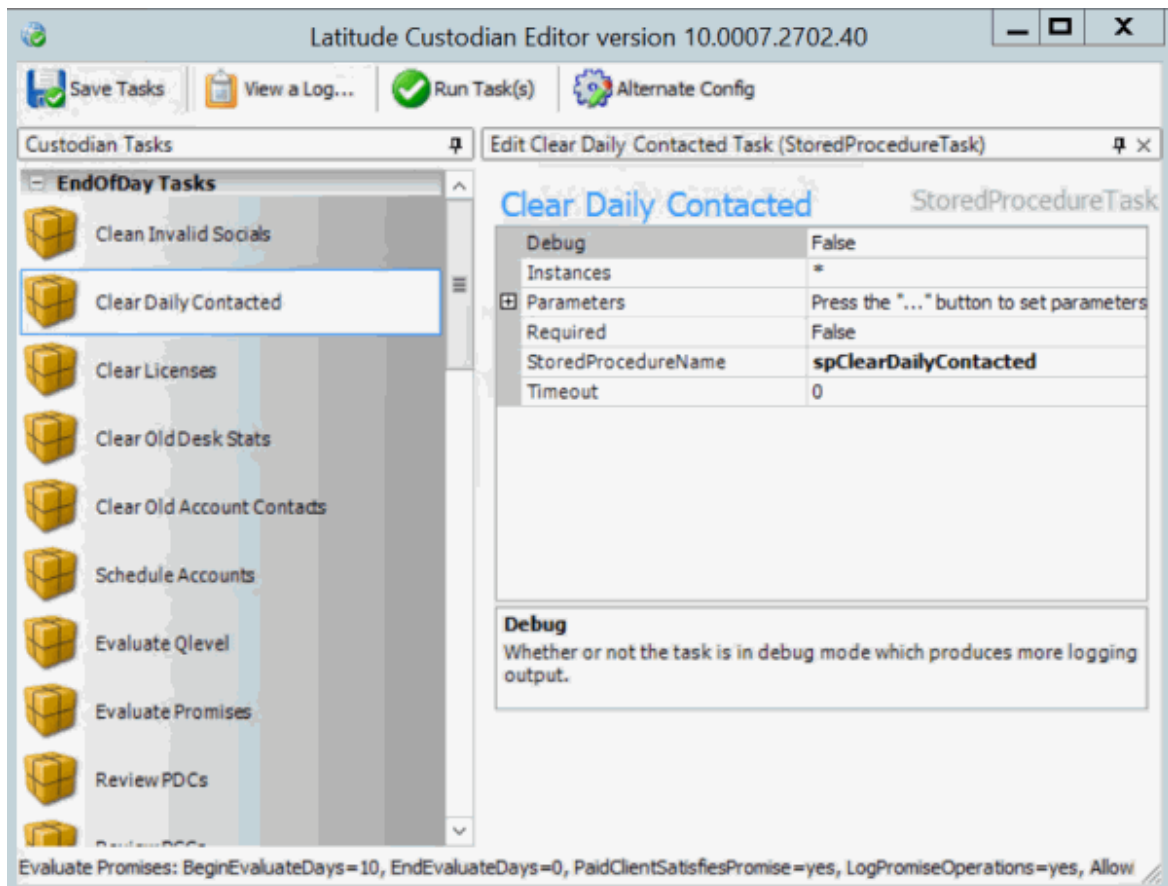 Latitude Custodian Editor version 10.0007.2702.40
Save Tasks View a Log... Run Task(s) Alternate Config
Custodian Tasks
EndOfDay Tasks
Clean Invalid Socials
Clear Daily Contacted
Clear Licenses
Clear Old Desk Stats
Clear Old Account Contacts
Schedule Accounts
Evaluate Qlevel
Evaluate Promises
Review PDCs
Edit Clear Daily Contacted Task (StoredProcedureTask)
Clear Daily Contacted StoredProcedureTask
Debug False
Instances *
Parameters Press the "..." button to set parameters
Required False
StoredProcedureName spClearDailyContacted
Timeout 0
Debug
Whether or not the task is in debug mode which produces more logging
output.
Evaluate Promises: BeginEvaluateDays=10, EndEvaluateDays=0, PaidClientSatisfiesPromise=yes, LogPromiseOperations=yes, Allow